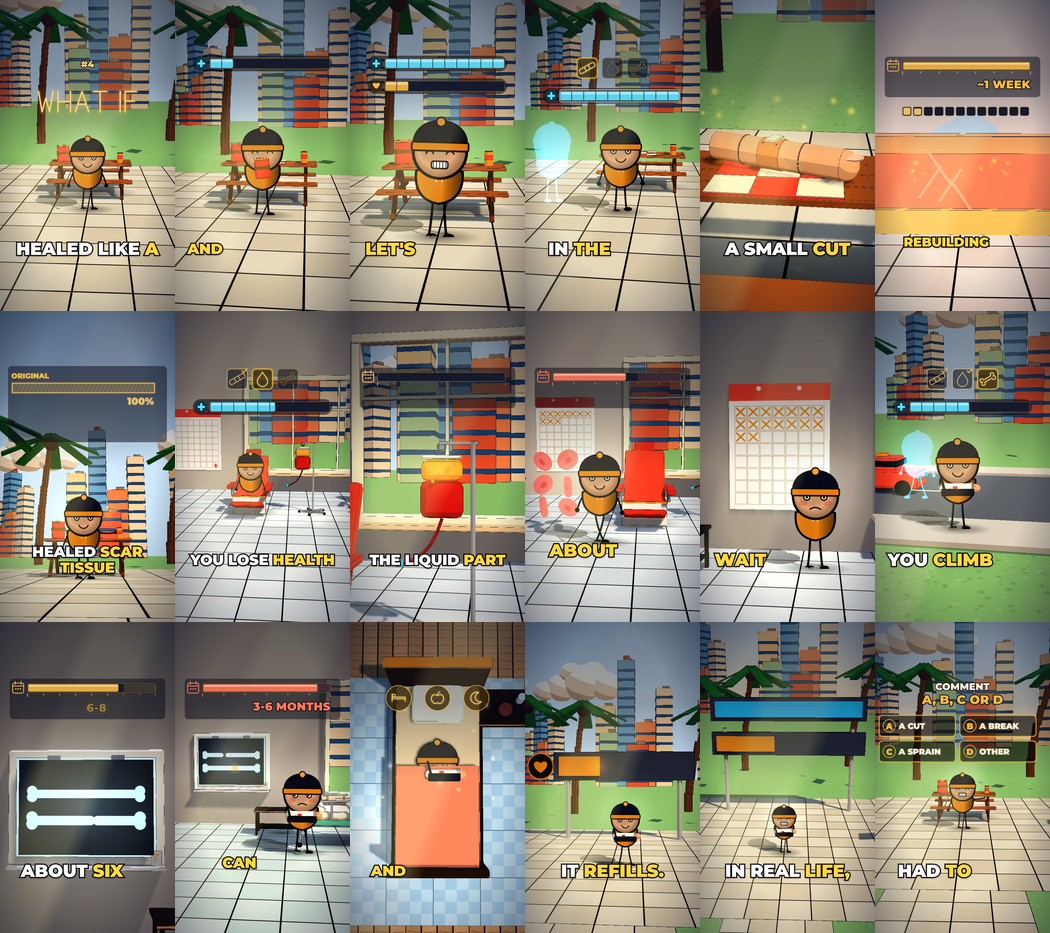 #4
WHAT IF
HEALED LIKE A
AND
LET'S
IN THE
A SMALL CUT
~1 WEEK
REBUILDING
ORIGINAL
100%
HEALED SCAR
TISSUE
YOU LOSE HEALTH
THE LIQUID PART
ABOUT
WAIT
YOU CLIMB
6-8
ABOUT SIX
3-6 MONTHS
CAN
AND
IT REFILLS.
IN REAL LIFE,
COMMENT
A, B, C OR D
A A CUT
B A BREAK
C A SPRAIN
D OTHER
HAD TO